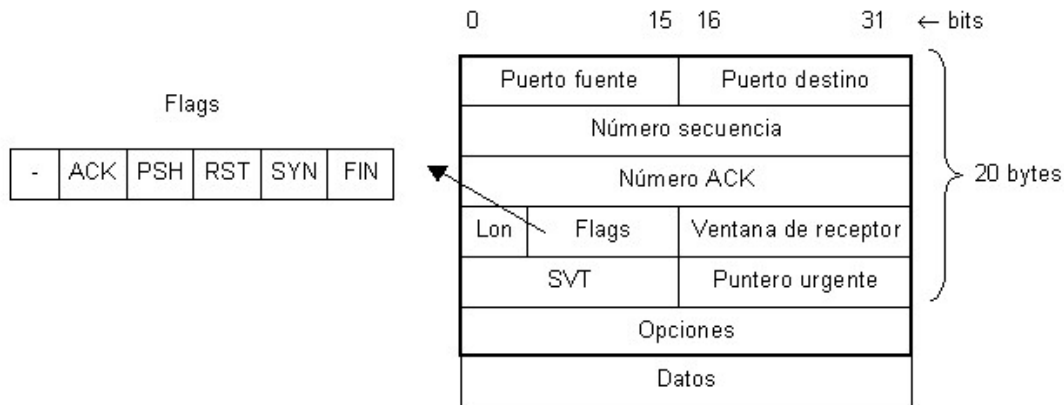 0 15 16 31 ← bits
Puerto fuente Puerto destino
Flags
Número secuencia
- ACK PSH RST SYN FIN
Número ACK
20 bytes
Lon Flags Ventana de receptor
SVT Puntero urgente
Opciones
Datos